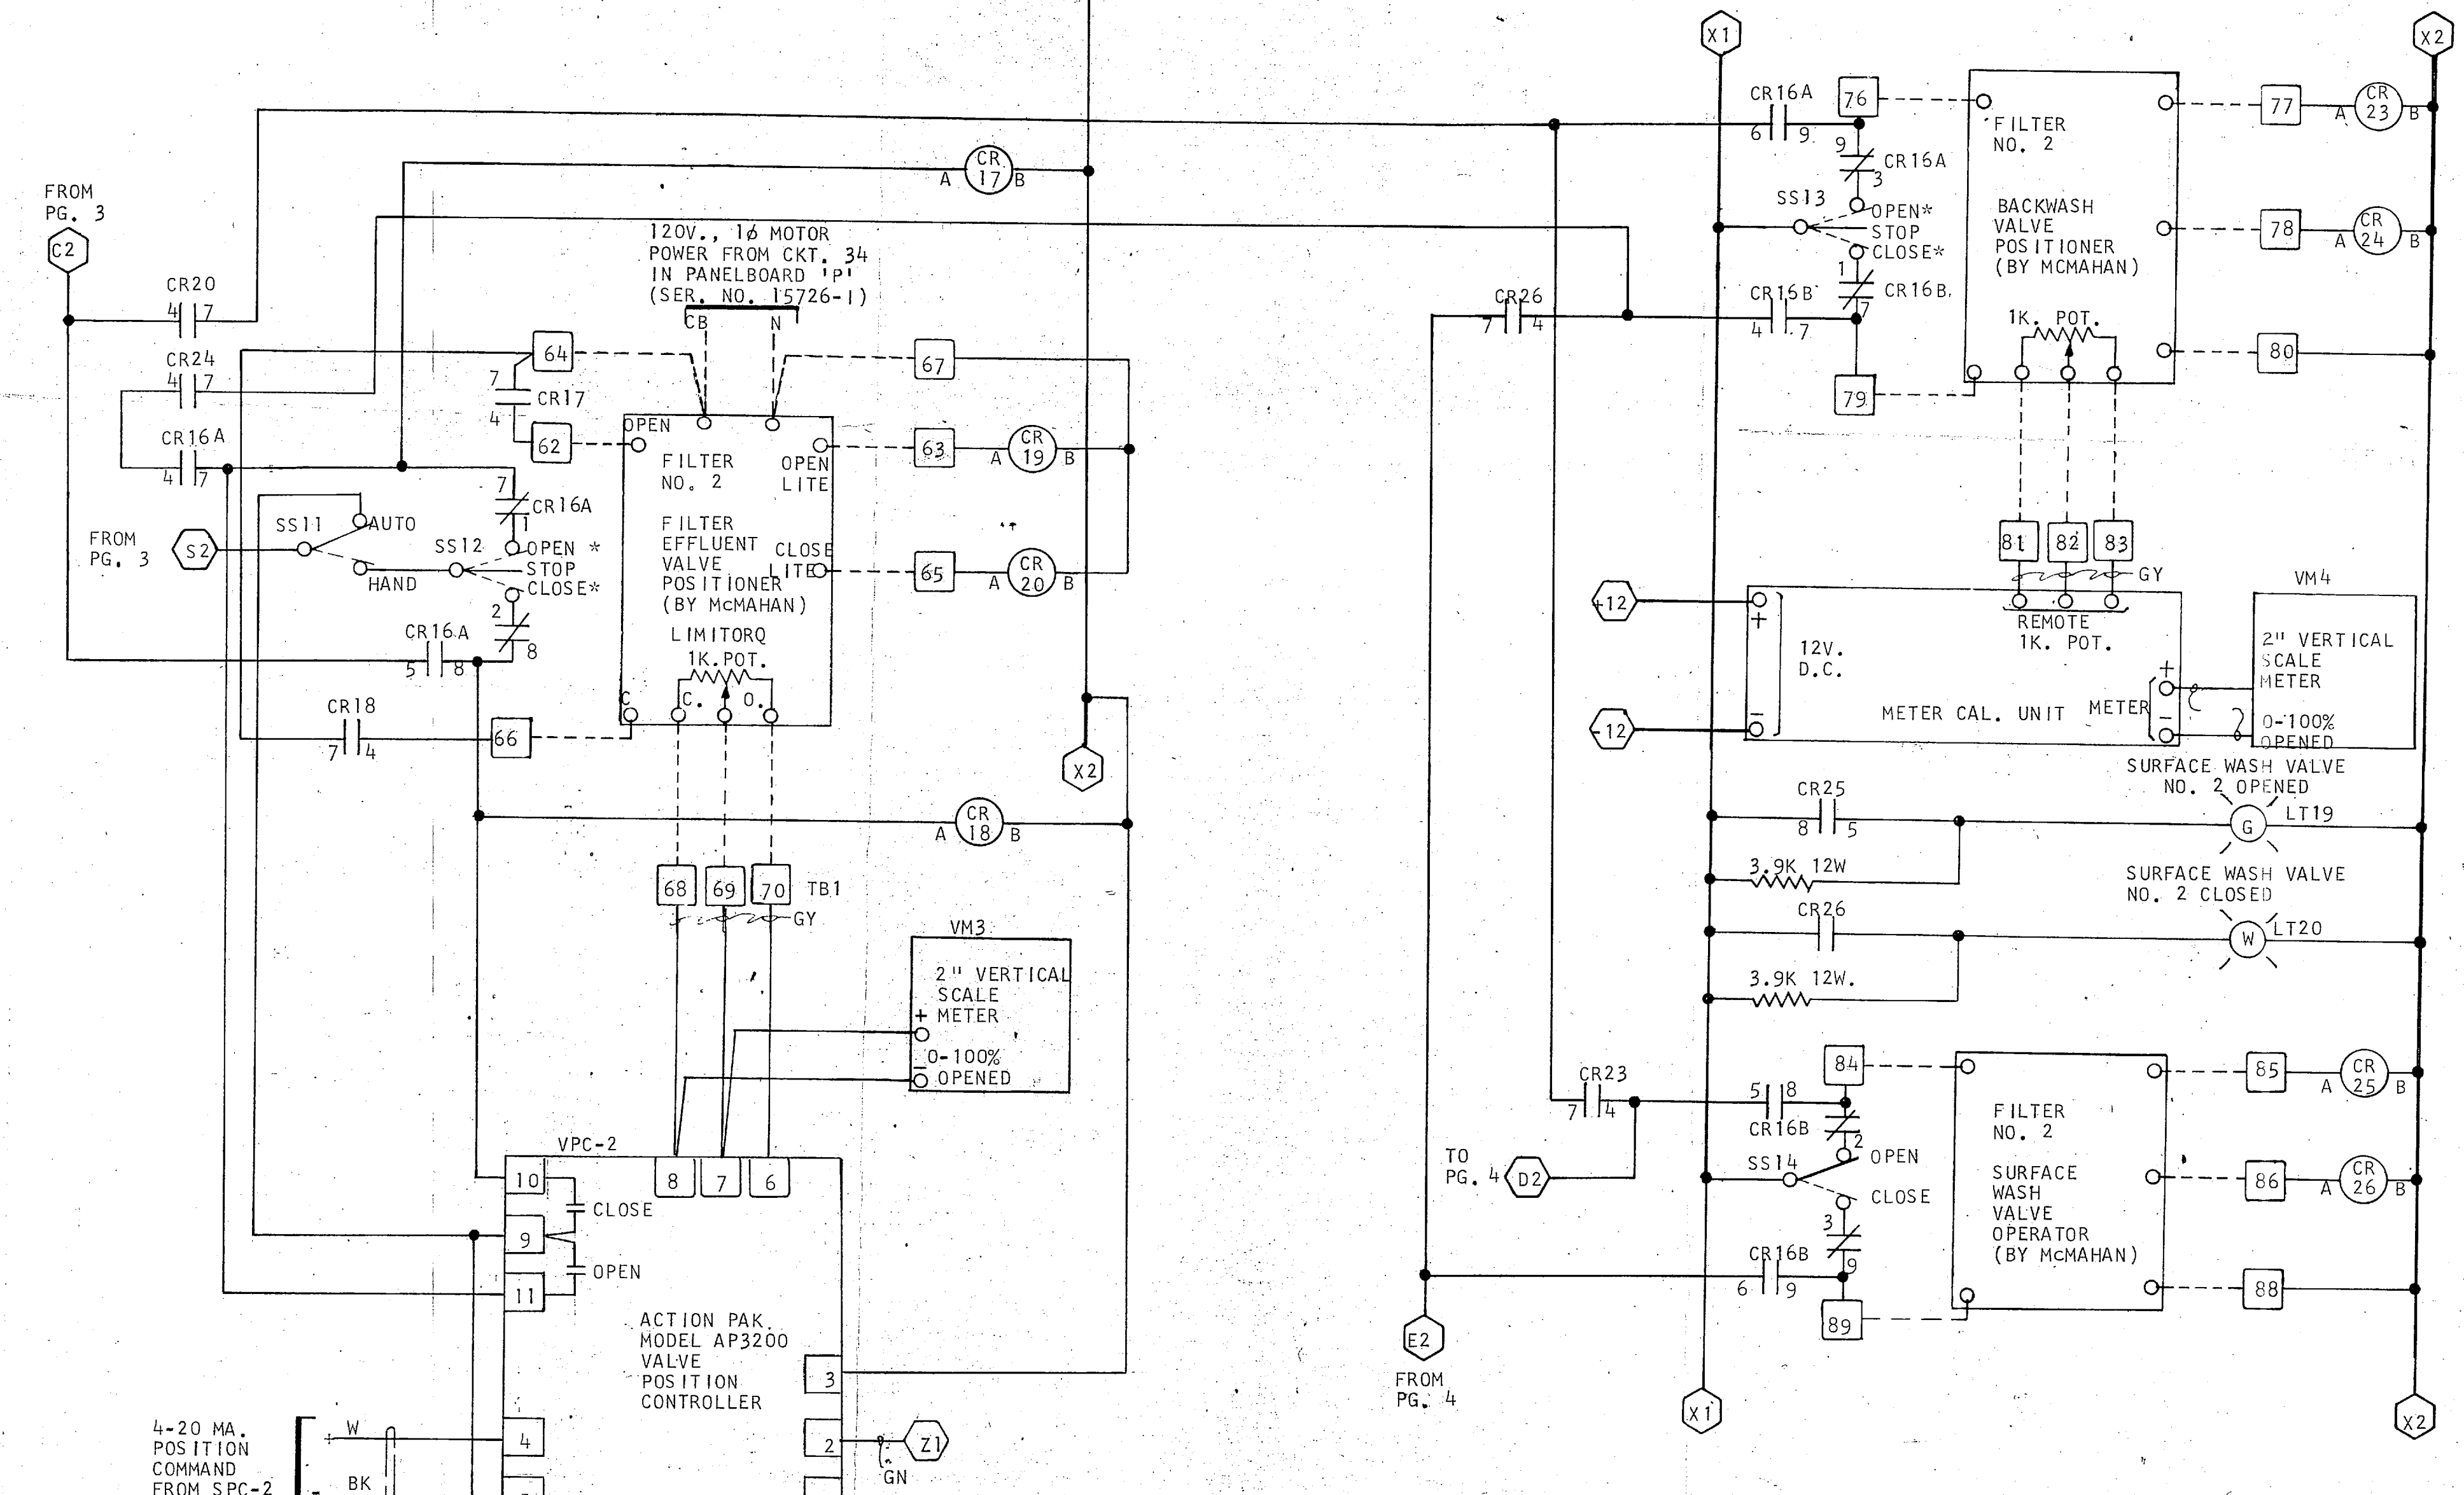 FROM
PG. 3
C2
CR20
4 7
CR24
4 7
CR16A
4 7
FROM
PG. 3
S2
SS11
AUTO
HAND
SS12
OPEN *
STOP
CLOSE*
7
CR16A
1
2
8
CR16A
5 8
CR18
7 4
66
64
7
CR17
4
62
120V., 1ϕ MOTOR
POWER FROM CKT. 34
IN PANELBOARD 'P'
(SER. NO. 15726-1)
CB N
OPEN
FILTER
NO. 2
OPEN
LITE
FILTER
EFFLUENT
VALVE
POSITIONER
(BY McMAHAN)
CLOSE
LITE
LIMITORQ
1K.POT.
C C. O.
A CR 17 B
67
63
A CR 19 B
65
A CR 20 B
X2
A CR 18 B
68 69 70 TB1
GY
VM3
2" VERTICAL
SCALE
+ METER
0-100%
- OPENED
VPC-2
10
8 7 6
CLOSE
9
OPEN
11
ACTION PAK
MODEL AP3200
VALVE
POSITION
CONTROLLER
3
4
2
Z1
GN
4-20 MA.
POSITION
COMMAND
FROM SPC-2
+ W
- BK
X1
X2
CR16A
6 9
76
9
CR16A
3
SS13
OPEN*
STOP
CLOSE*
1
CR16B
7
CR26
7 4
CR16B
4 7
79
FILTER
NO. 2
BACKWASH
VALVE
POSITIONER
(BY MCMAHAN)
1K. POT.
77
A CR 23 B
78
A CR 24 B
80
81 82 83
GY
+12
+
12V.
D.C.
-12
-
REMOTE
1K. POT.
METER CAL. UNIT
METER
+
-
VM4
2" VERTICAL
SCALE
METER
0-100%
OPENED
SURFACE WASH VALVE
NO. 2 OPENED
CR25
8 5
G
LT19
3.9K 12W
SURFACE WASH VALVE
NO. 2 CLOSED
CR26
W
LT20
3.9K 12W.
CR23
7 4
5 8
CR16B
84
2
TO
PG. 4
D2
SS14
OPEN
CLOSE
3
9
CR16B
6 9
89
FILTER
NO. 2
SURFACE
WASH
VALVE
OPERATOR
(BY McMAHAN)
85
A CR 25 B
86
A CR 26 B
88
E2
FROM
PG. 4
X1
X2